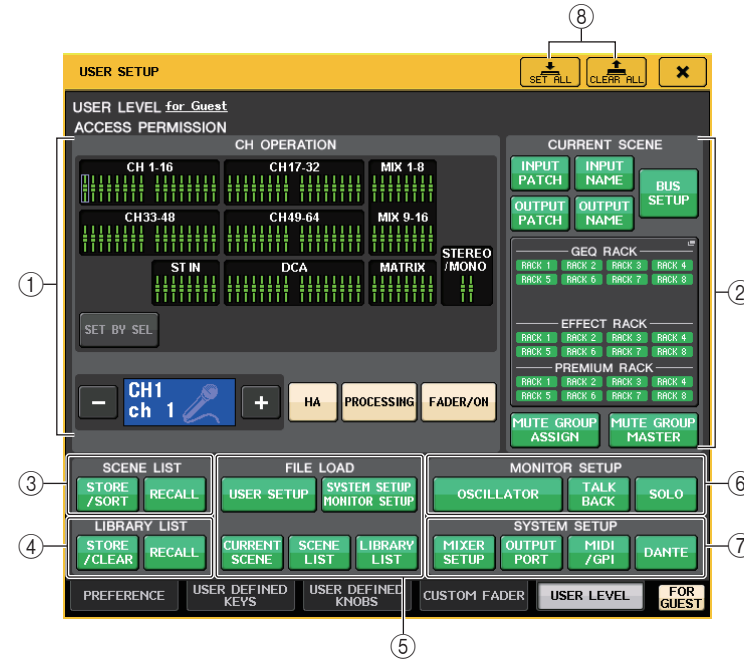 ⑧
USER SETUP
SET ALL
CLEAR ALL
USER LEVEL for Guest
ACCESS PERMISSION
CH OPERATION
CH 1-16
CH17-32
MIX 1-8
CH33-48
CH49-64
MIX 9-16
ST IN
DCA
MATRIX
STEREO
/MONO
SET BY SEL
①
CH1
ch 1
HA
PROCESSING
FADER/ON
CURRENT SCENE
INPUT
PATCH
INPUT
NAME
OUTPUT
PATCH
OUTPUT
NAME
BUS
SETUP
GEQ RACK
RACK 1 RACK 2 RACK 3 RACK 4
RACK 5 RACK 6 RACK 7 RACK 8
EFFECT RACK
RACK 1 RACK 2 RACK 3 RACK 4
RACK 5 RACK 6 RACK 7 RACK 8
PREMIUM RACK
RACK 1 RACK 2 RACK 3 RACK 4
RACK 5 RACK 6 RACK 7 RACK 8
MUTE GROUP
ASSIGN
MUTE GROUP
MASTER
②
③
SCENE LIST
STORE
/SORT
RECALL
④
LIBRARY LIST
STORE
/CLEAR
RECALL
FILE LOAD
USER SETUP
SYSTEM SETUP
MONITOR SETUP
CURRENT
SCENE
SCENE
LIST
LIBRARY
LIST
⑤
MONITOR SETUP
OSCILLATOR
TALK
BACK
SOLO
⑥
SYSTEM SETUP
MIXER
SETUP
OUTPUT
PORT
MIDI
/GPI
DANTE
⑦
PREFERENCE
USER DEFINED
KEYS
USER DEFINED
KNOBS
CUSTOM FADER
USER LEVEL
FOR
GUEST